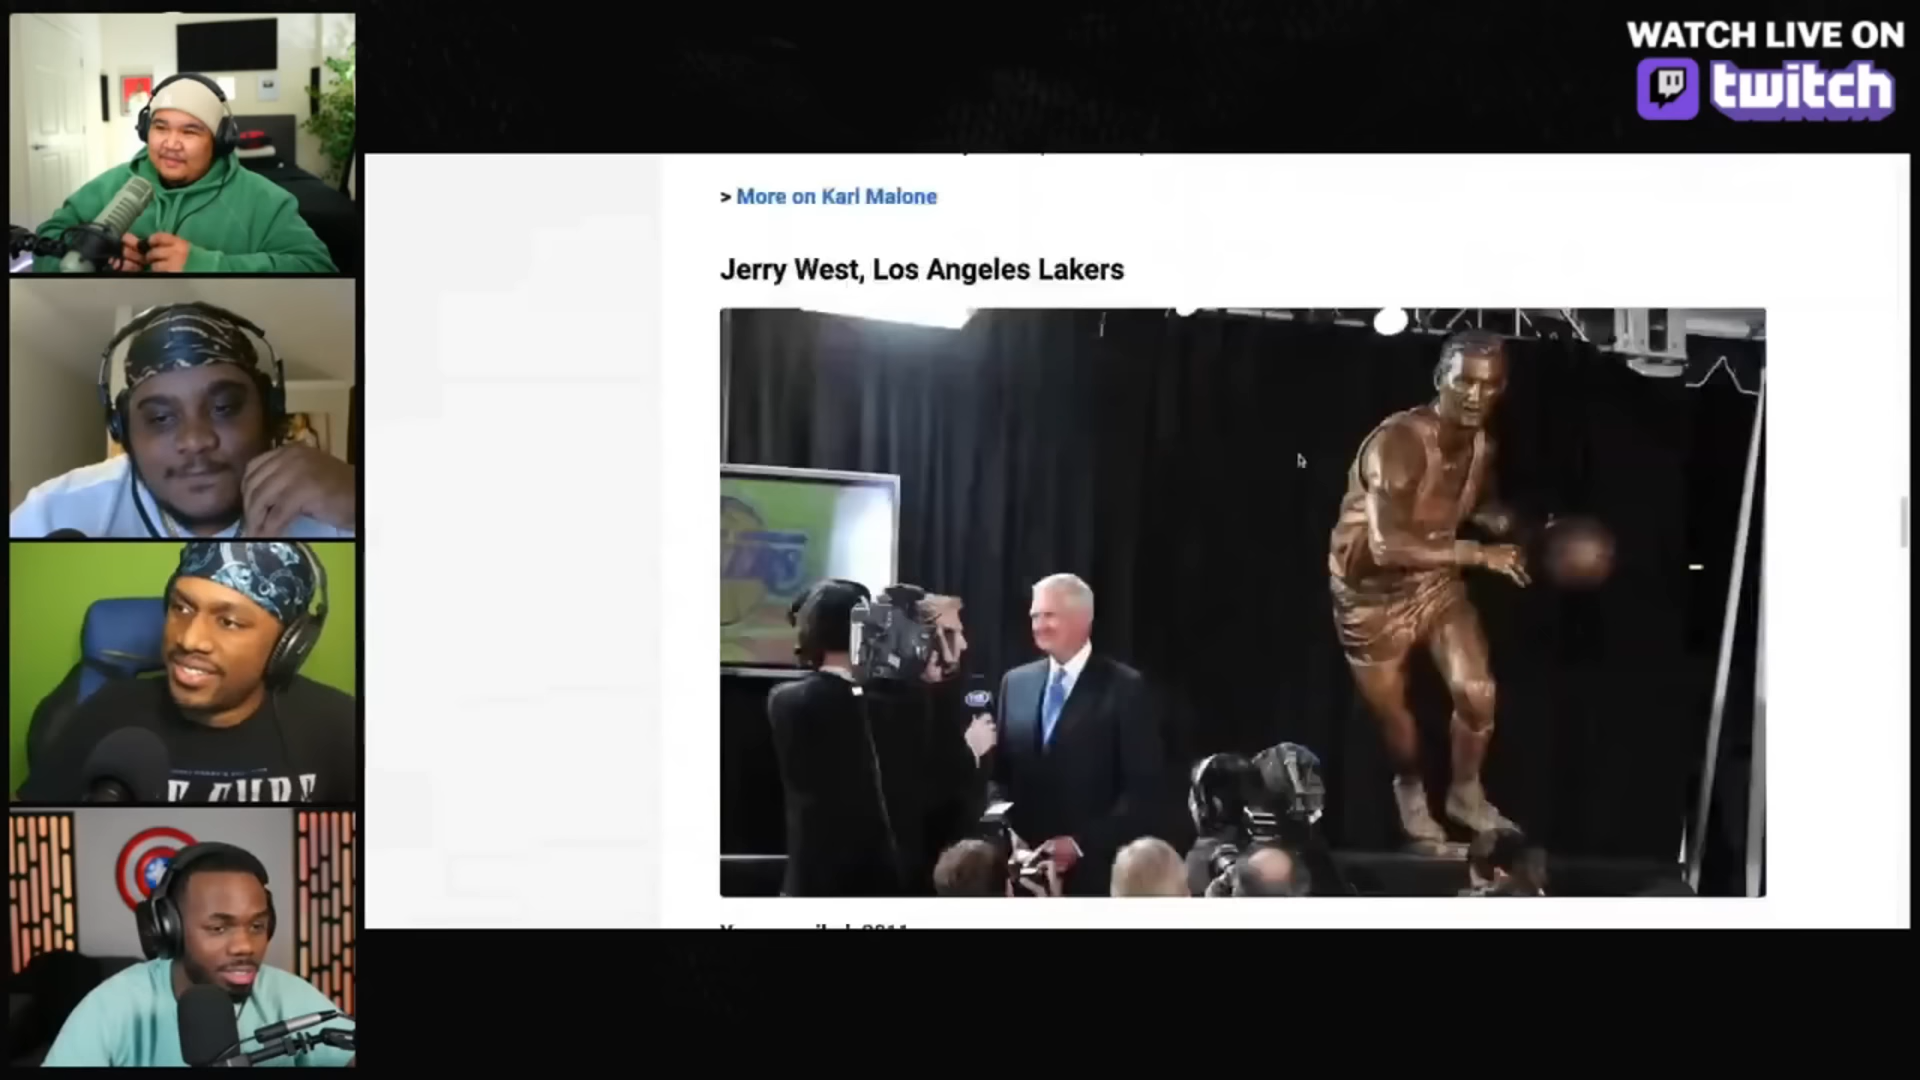 WATCH LIVE ON
twitch
> More on Karl Malone
Jerry West, Los Angeles Lakers